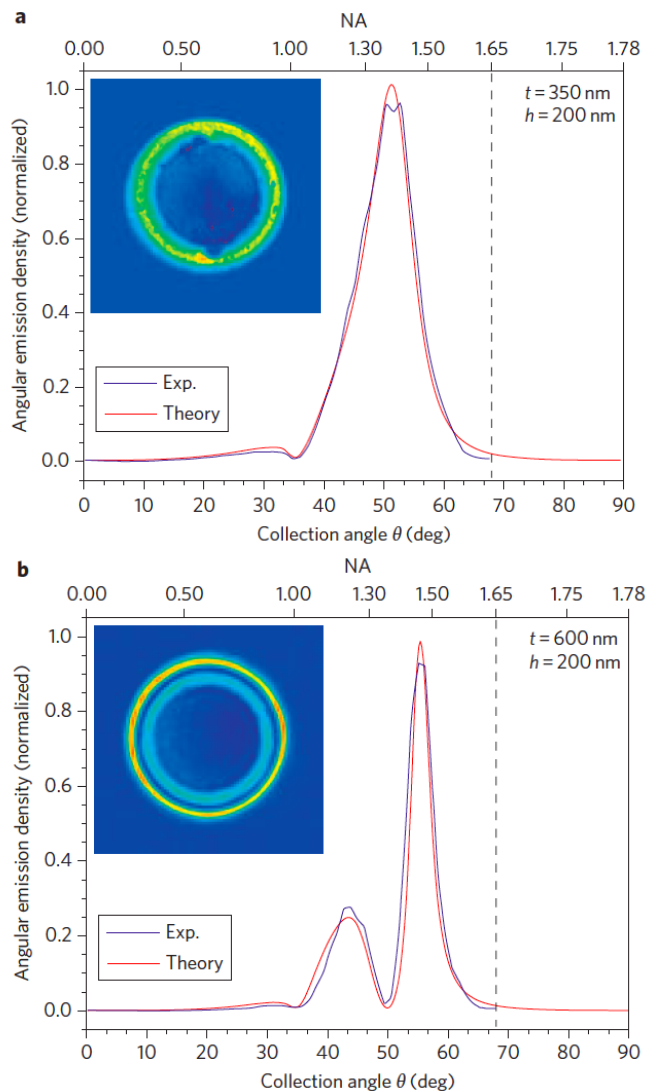 a
NA
0.00 0.60 1.00 1.30 1.50 1.65 1.75 1.78
t = 350 nm
h = 200 nm
1.0
0.8
0.6
0.4
0.2
0.0
Angular emission density (normalized)
Exp.
Theory
0 10 20 30 40 50 60 70 80 90
Collection angle θ (deg)
b
NA
0.00 0.60 1.00 1.30 1.50 1.65 1.75 1.78
t = 600 nm
h = 200 nm
1.0
0.8
0.6
0.4
0.2
0.0
Angular emission density (normalized)
Exp.
Theory
0 10 20 30 40 50 60 70 80 90
Collection angle θ (deg)